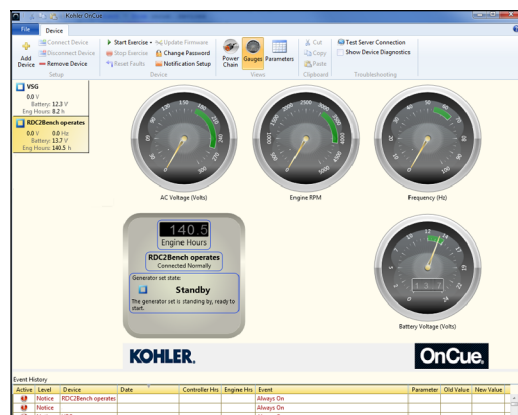 Kohler OnCue
File Device
Add Device
Connect Device
Disconnect Device
Remove Device
Setup
Start Exercise
Stop Exercise
Reset Faults
Update Firmware
Change Password
Notification Setup
Device
Power Chain
Gauges
Parameters
Views
Cut
Copy
Paste
Clipboard
Test Server Connection
Show Device Diagnostics
Troubleshooting
VSG
0.0 V
Battery: 12.3 V
Eng Hours: 8.2 h
RDC2Bench operates
0.0 V 0.0 Hz
Battery: 13.7 V
Eng Hours: 140.5 h
AC Voltage (Volts)
Engine RPM
Frequency (Hz)
140.5
Engine Hours
RDC2Bench operates
Connected Normally
Generator set state:
Standby
The generator set is standing by, ready to
start.
13.7
Battery Voltage (Volts)
KOHLER.
OnCue.
Event History
Active Level Device Date Controller Hrs Engine Hrs Event Parameter Old Value New Value
Notice RDC2Bench operates Always On
Notice Always On